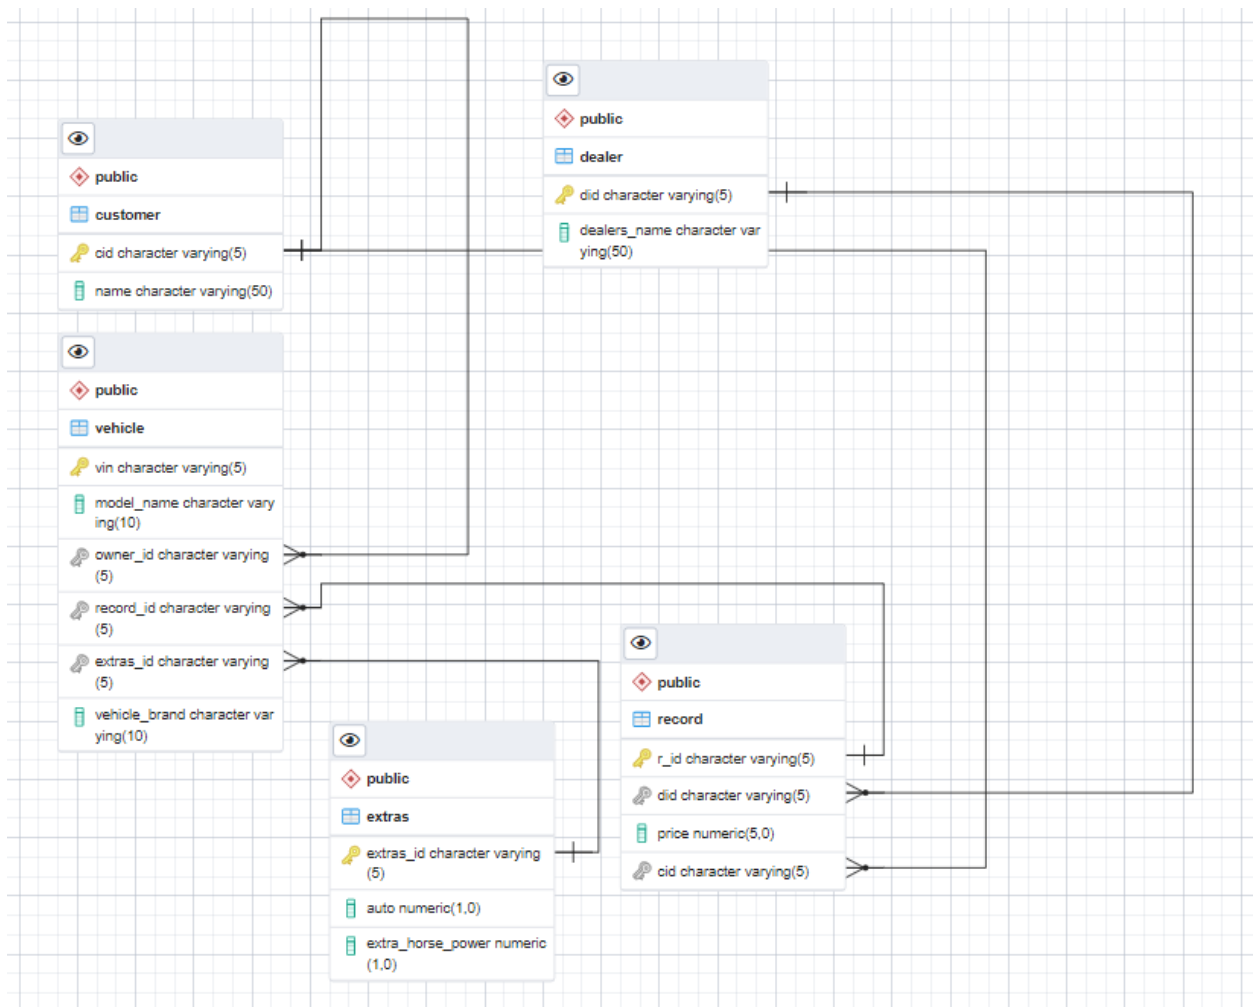 public
customer
cid character varying(5)
name character varying(50)
public
dealer
did character varying(5)
dealers_name character var
ying(50)
public
vehicle
vin character varying(5)
model_name character vary
ing(10)
owner_id character varying
(5)
record_id character varying
(5)
extras_id character varying
(5)
vehicle_brand character var
ying(10)
public
extras
extras_id character varying
(5)
auto numeric(1,0)
extra_horse_power numeric
(1,0)
public
record
r_id character varying(5)
did character varying(5)
price numeric(5,0)
cid character varying(5)